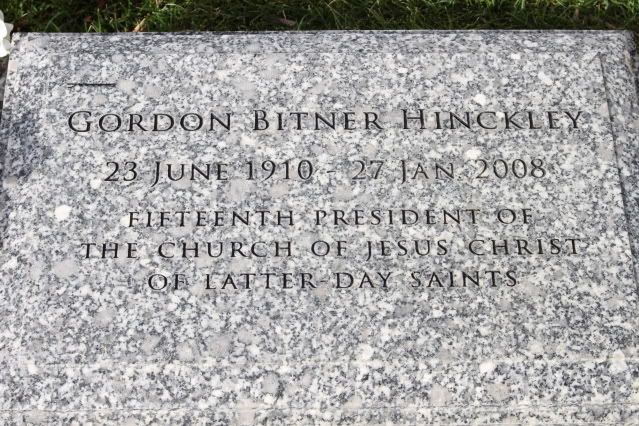 Gordon Bitner Hinckley
23 June 1910 - 27 Jan. 2008
Fifteenth President of
The Church of Jesus Christ
of Latter-day Saints